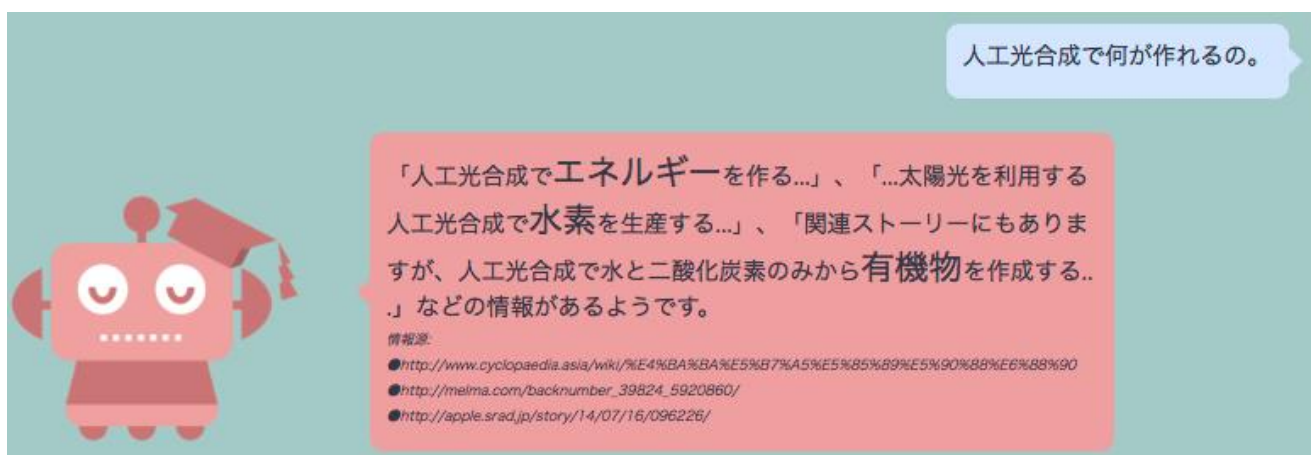 人工光合成で何が作れるの。
「人工光合成でエネルギーを作る...」、「...太陽光を利用する
人工光合成で水素を生産する...」、「関連ストーリーにもありま
すが、人工光合成で水と二酸化炭素のみから有機物を作成する..
.」などの情報があるようです。
情報源:
●http://www.cyclopaedia.asia/wiki/%E4%BA%BA%E5%B7%A5%E5%85%89%E5%90%88%E6%88%90
●http://melma.com/backnumber_39824_5920860/
●http://apple.srad.jp/story/14/07/16/096226/